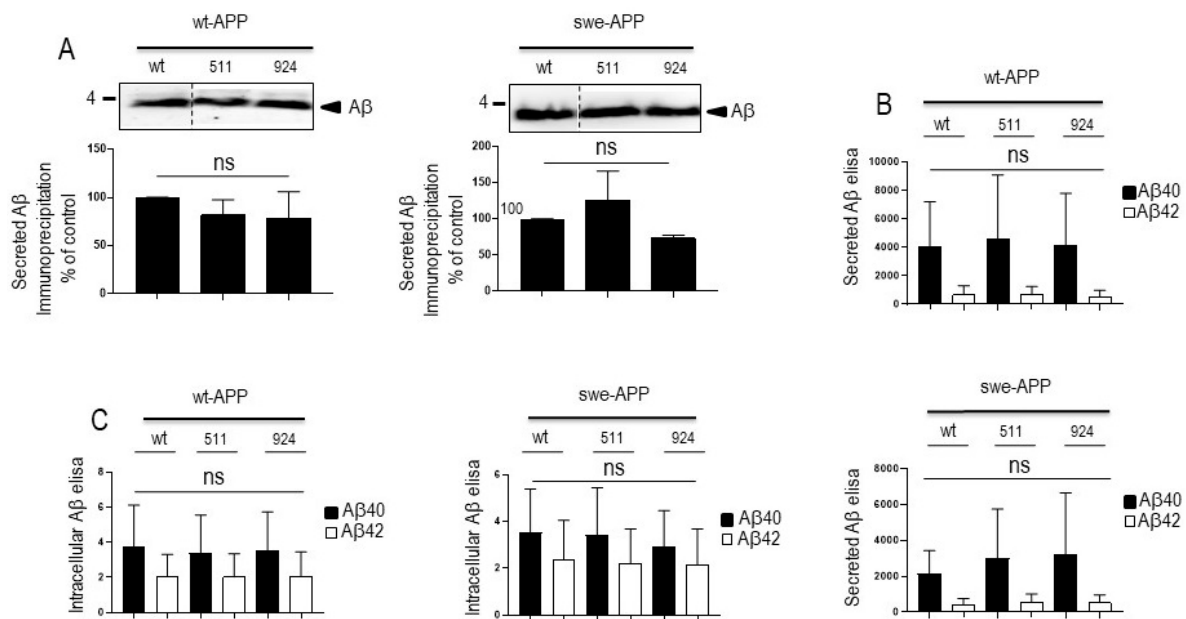 A
wt-APP
wt 511 924
4
Aβ
150
100
50
0
ns
Secreted Aβ
Immunoprecipitation
% of control
swe-APP
wt 511 924
4
Aβ
200
150
100
50
0
100
ns
Secreted Aβ
Immunoprecipitation
% of control
B
wt-APP
wt 511 924
ns
10000
8000
6000
4000
2000
0
Secreted Aβ elisa
Aβ40
Aβ42
C
wt-APP
wt 511 924
ns
8
6
4
2
0
Intracellular Aβ elisa
Aβ40
Aβ42
swe-APP
wt 511 924
ns
6
4
2
0
Intracellular Aβ elisa
Aβ40
Aβ42
swe-APP
wt 511 924
ns
8000
6000
4000
2000
0
Secreted Aβ elisa
Aβ40
Aβ42